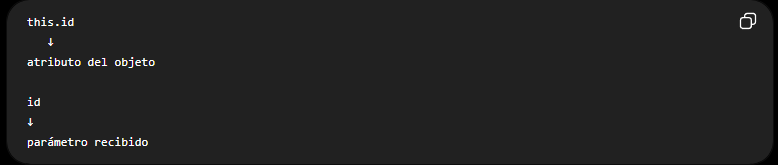 this.id
↓
atributo del objeto
id
↓
parámetro recibido